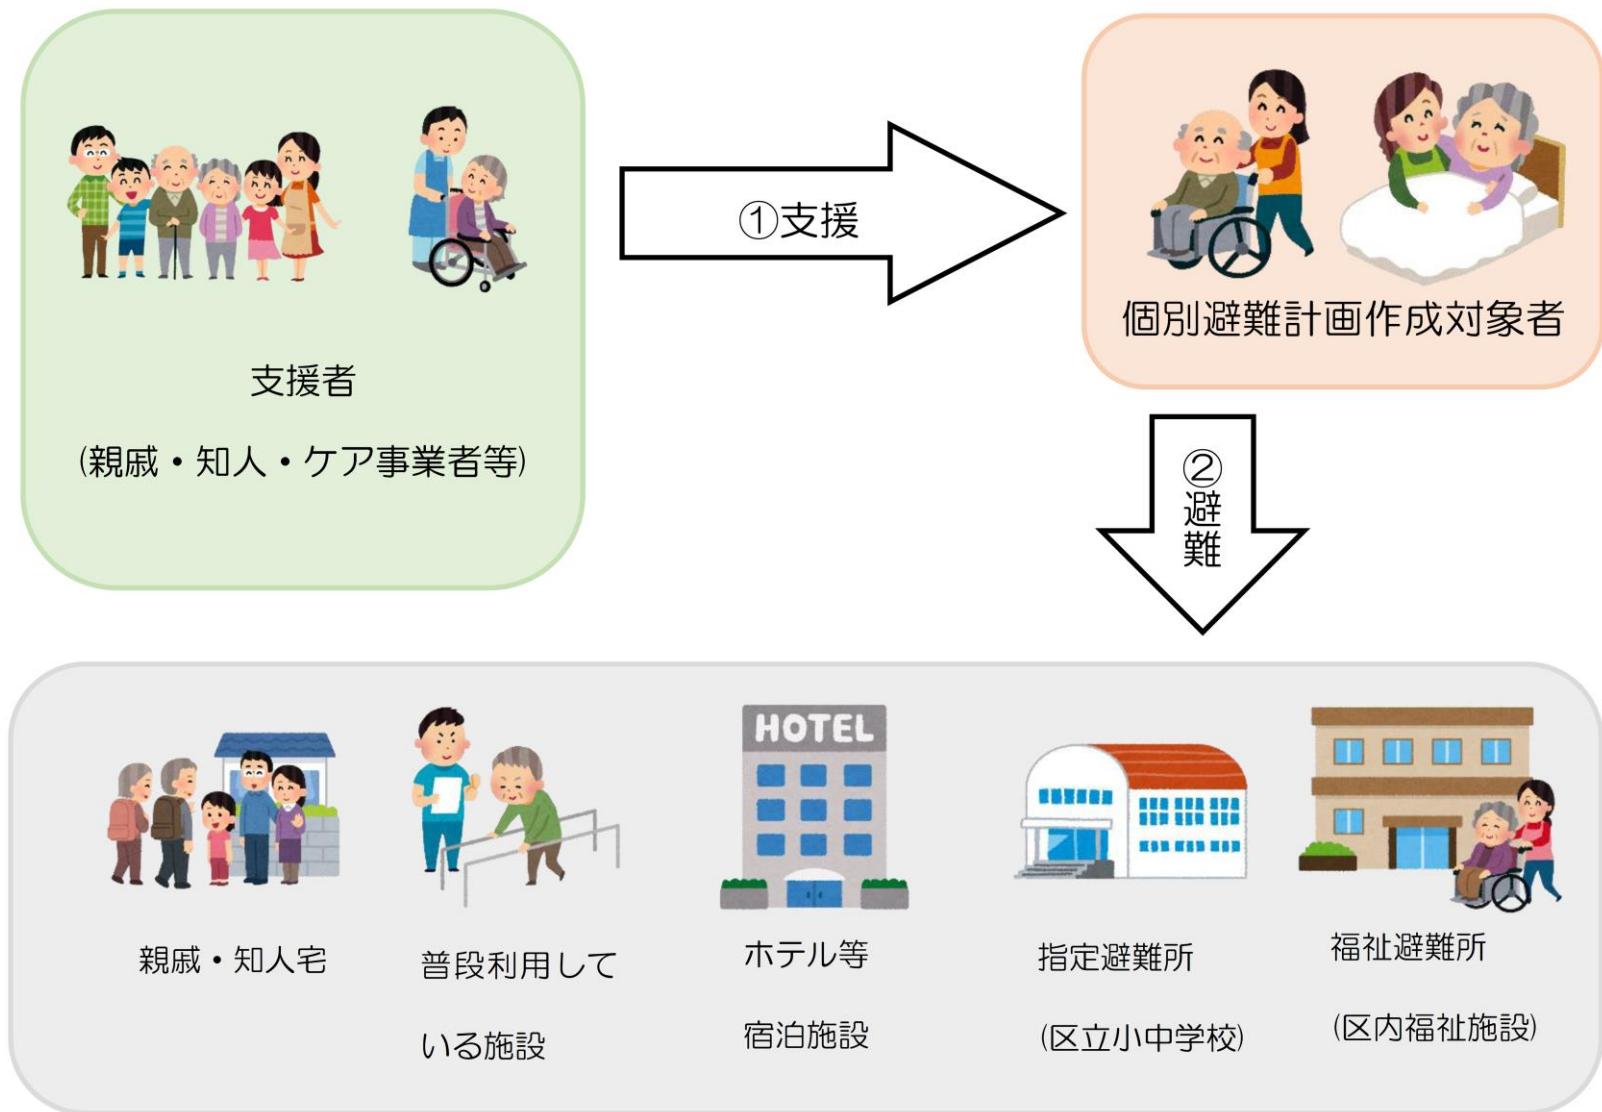 支援者
(親戚・知人・ケア事業者等)
①支援
個別避難計画作成対象者
②避難
HOTEL
親戚・知人宅
普段利用して
いる施設
ホテル等
宿泊施設
指定避難所
(区立小中学校)
福祉避難所
(区内福祉施設)